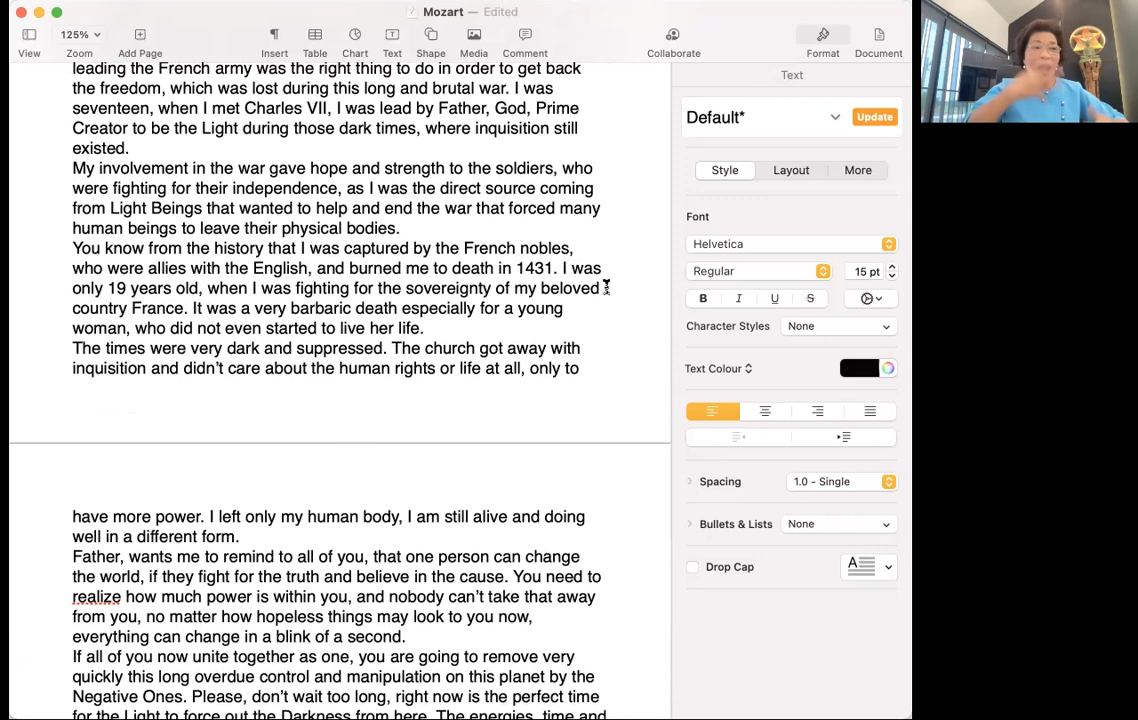 Mozart — Edited
125%
View
Zoom
Add Page
Insert
Table
Chart
Text
Shape
Media
Comment
Collaborate
Format
Document
leading the French army was the right thing to do in order to get back
the freedom, which was lost during this long and brutal war. I was
seventeen, when I met Charles VII, I was lead by Father, God, Prime
Creator to be the Light during those dark times, where inquisition still
existed.
My involvement in the war gave hope and strength to the soldiers, who
were fighting for their independence, as I was the direct source coming
from Light Beings that wanted to help and end the war that forced many
human beings to leave their physical bodies.
You know from the history that I was captured by the French nobles,
who were allies with the English, and burned me to death in 1431. I was
only 19 years old, when I was fighting for the sovereignty of my beloved
country France. It was a very barbaric death especially for a young
woman, who did not even started to live her life.
The times were very dark and suppressed. The church got away with
inquisition and didn't care about the human rights or life at all, only to
have more power. I left only my human body, I am still alive and doing
well in a different form.
Father, wants me to remind to all of you, that one person can change
the world, if they fight for the truth and believe in the cause. You need to
realize how much power is within you, and nobody can't take that away
from you, no matter how hopeless things may look to you now,
everything can change in a blink of a second.
If all of you now unite together as one, you are going to remove very
quickly this long overdue control and manipulation on this planet by the
Negative Ones. Please, don't wait too long, right now is the perfect time
for the Light to force out the Darkness from here. The energies, time and
Text
Default*
Update
Style
Layout
More
Font
Helvetica
Regular
15 pt
B
I
U
S
Character Styles
None
Text Colour
Spacing
1.0 - Single
Bullets & Lists
None
Drop Cap
A